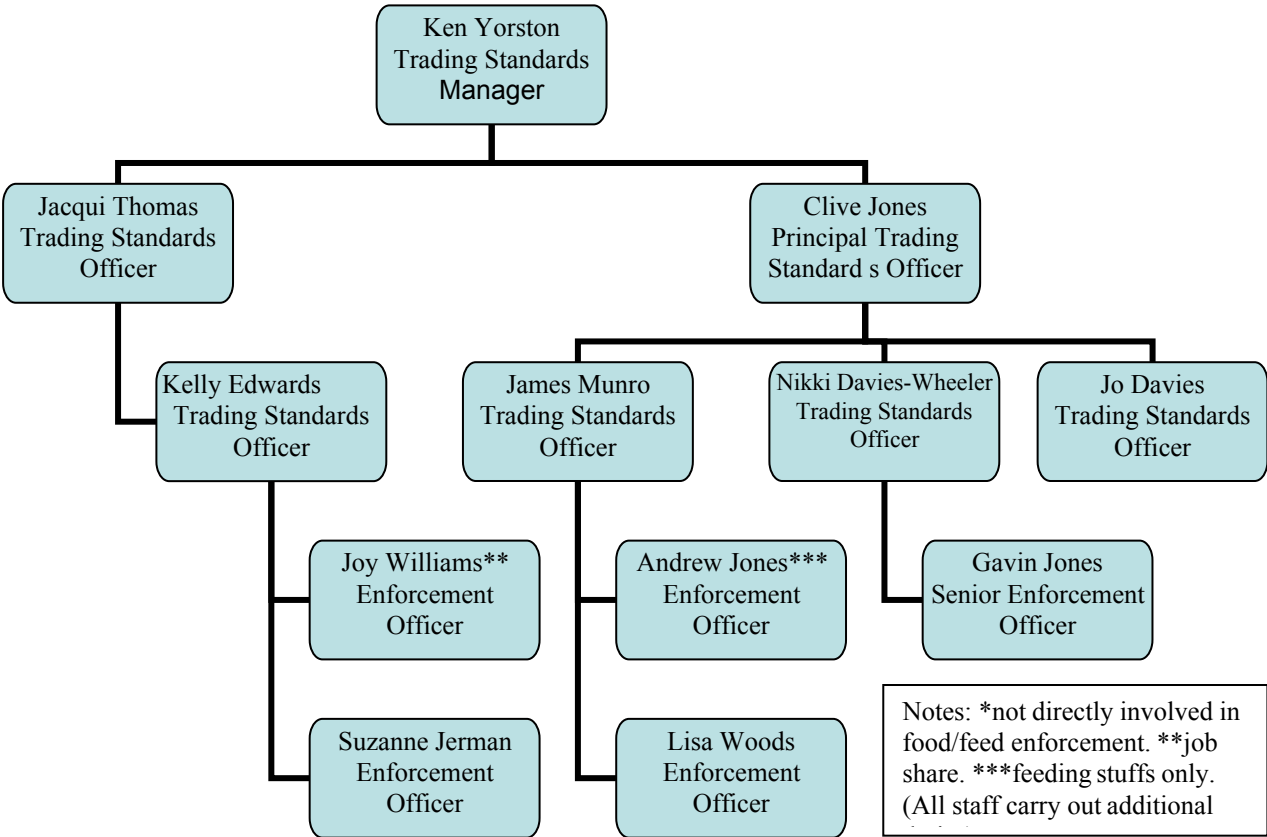 Ken Yorston
Trading Standards
Manager
Jacqui Thomas
Trading Standards
Officer
Clive Jones
Principal Trading
Standard s Officer
Kelly Edwards
Trading Standards
Officer
James Munro
Trading Standards
Officer
Nikki Davies-Wheeler
Trading Standards
Officer
Jo Davies
Trading Standards
Officer
Joy Williams**
Enforcement
Officer
Andrew Jones***
Enforcement
Officer
Gavin Jones
Senior Enforcement
Officer
Suzanne Jerman
Enforcement
Officer
Lisa Woods
Enforcement
Officer
Notes: *not directly involved in
food/feed enforcement. **job
share. ***feeding stuffs only.
(All staff carry out additional